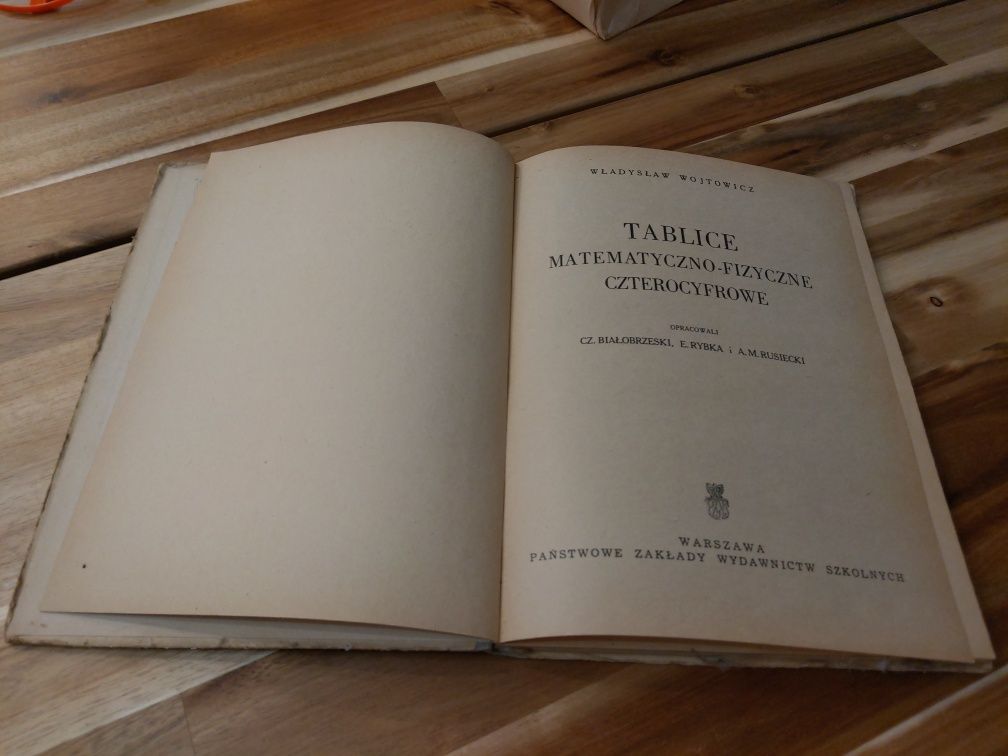 WŁADYSŁAW WOJTOWICZ
TABLICE
MATEMATYCZNO-FIZYCZNE
CZTEROCYFROWE
OPRACOWALI
CZ. BIAŁOBRZESKI, E. RYBKA i A. M. RUSIECKI
WARSZAWA
PAŃSTWOWE ZAKŁADY WYDAWNICTW SZKOLNYCH